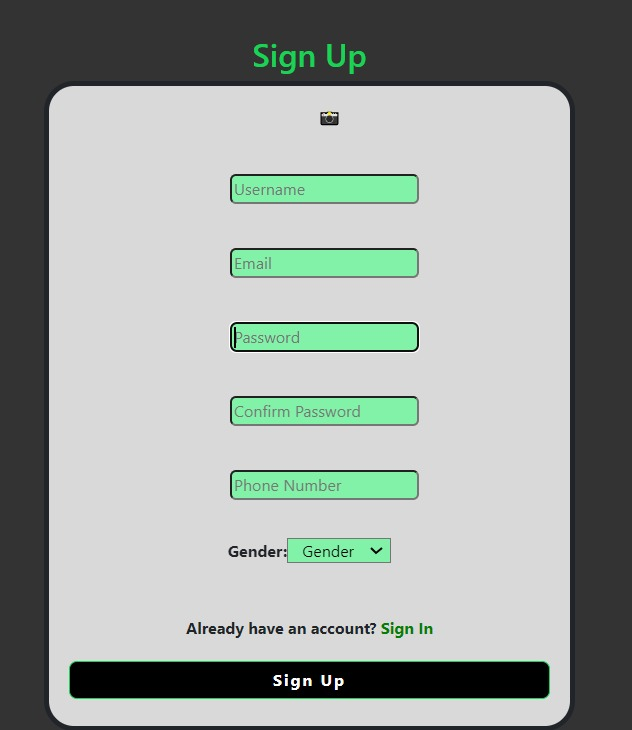 Sign Up
Username
Email
Password
Confirm Password
Phone Number
Gender: Gender
Already have an account? Sign In
Sign Up